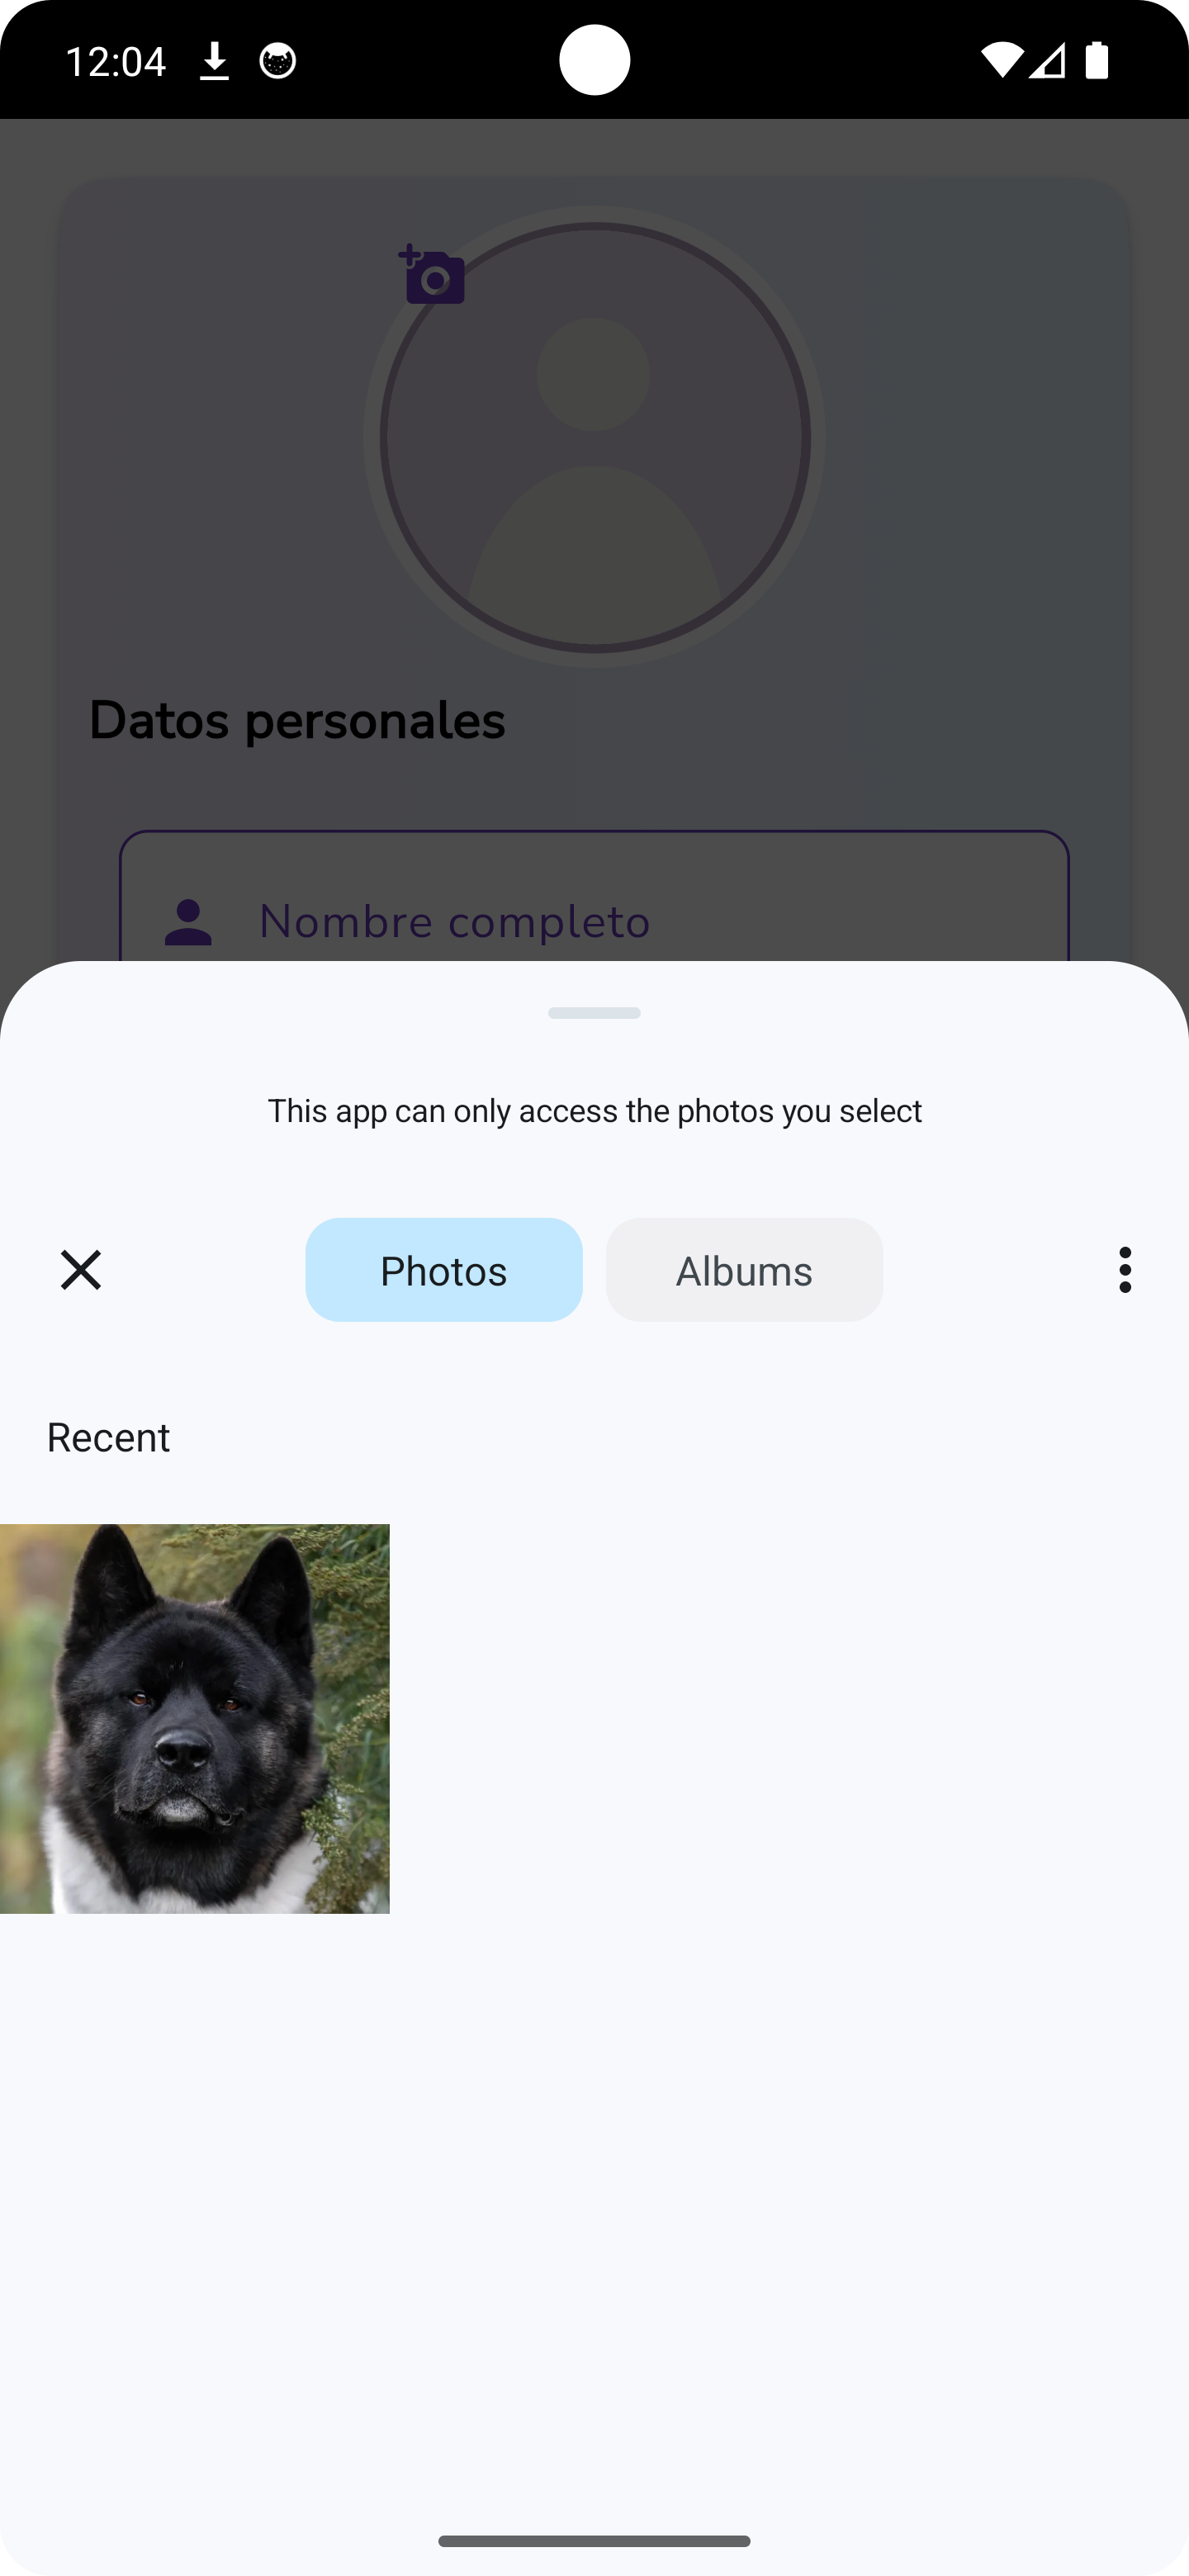 12:04
Datos personales
Nombre completo
This app can only access the photos you select
Photos
Albums
Recent